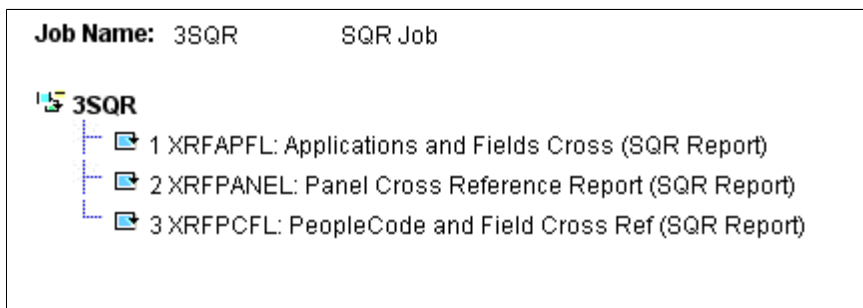 Job Name: 3SQR SQR Job
3SQR
1 XRFAPFL: Applications and Fields Cross (SQR Report)
2 XRFPANEL: Panel Cross Reference Report (SQR Report)
3 XRFPCFL: PeopleCode and Field Cross Ref (SQR Report)